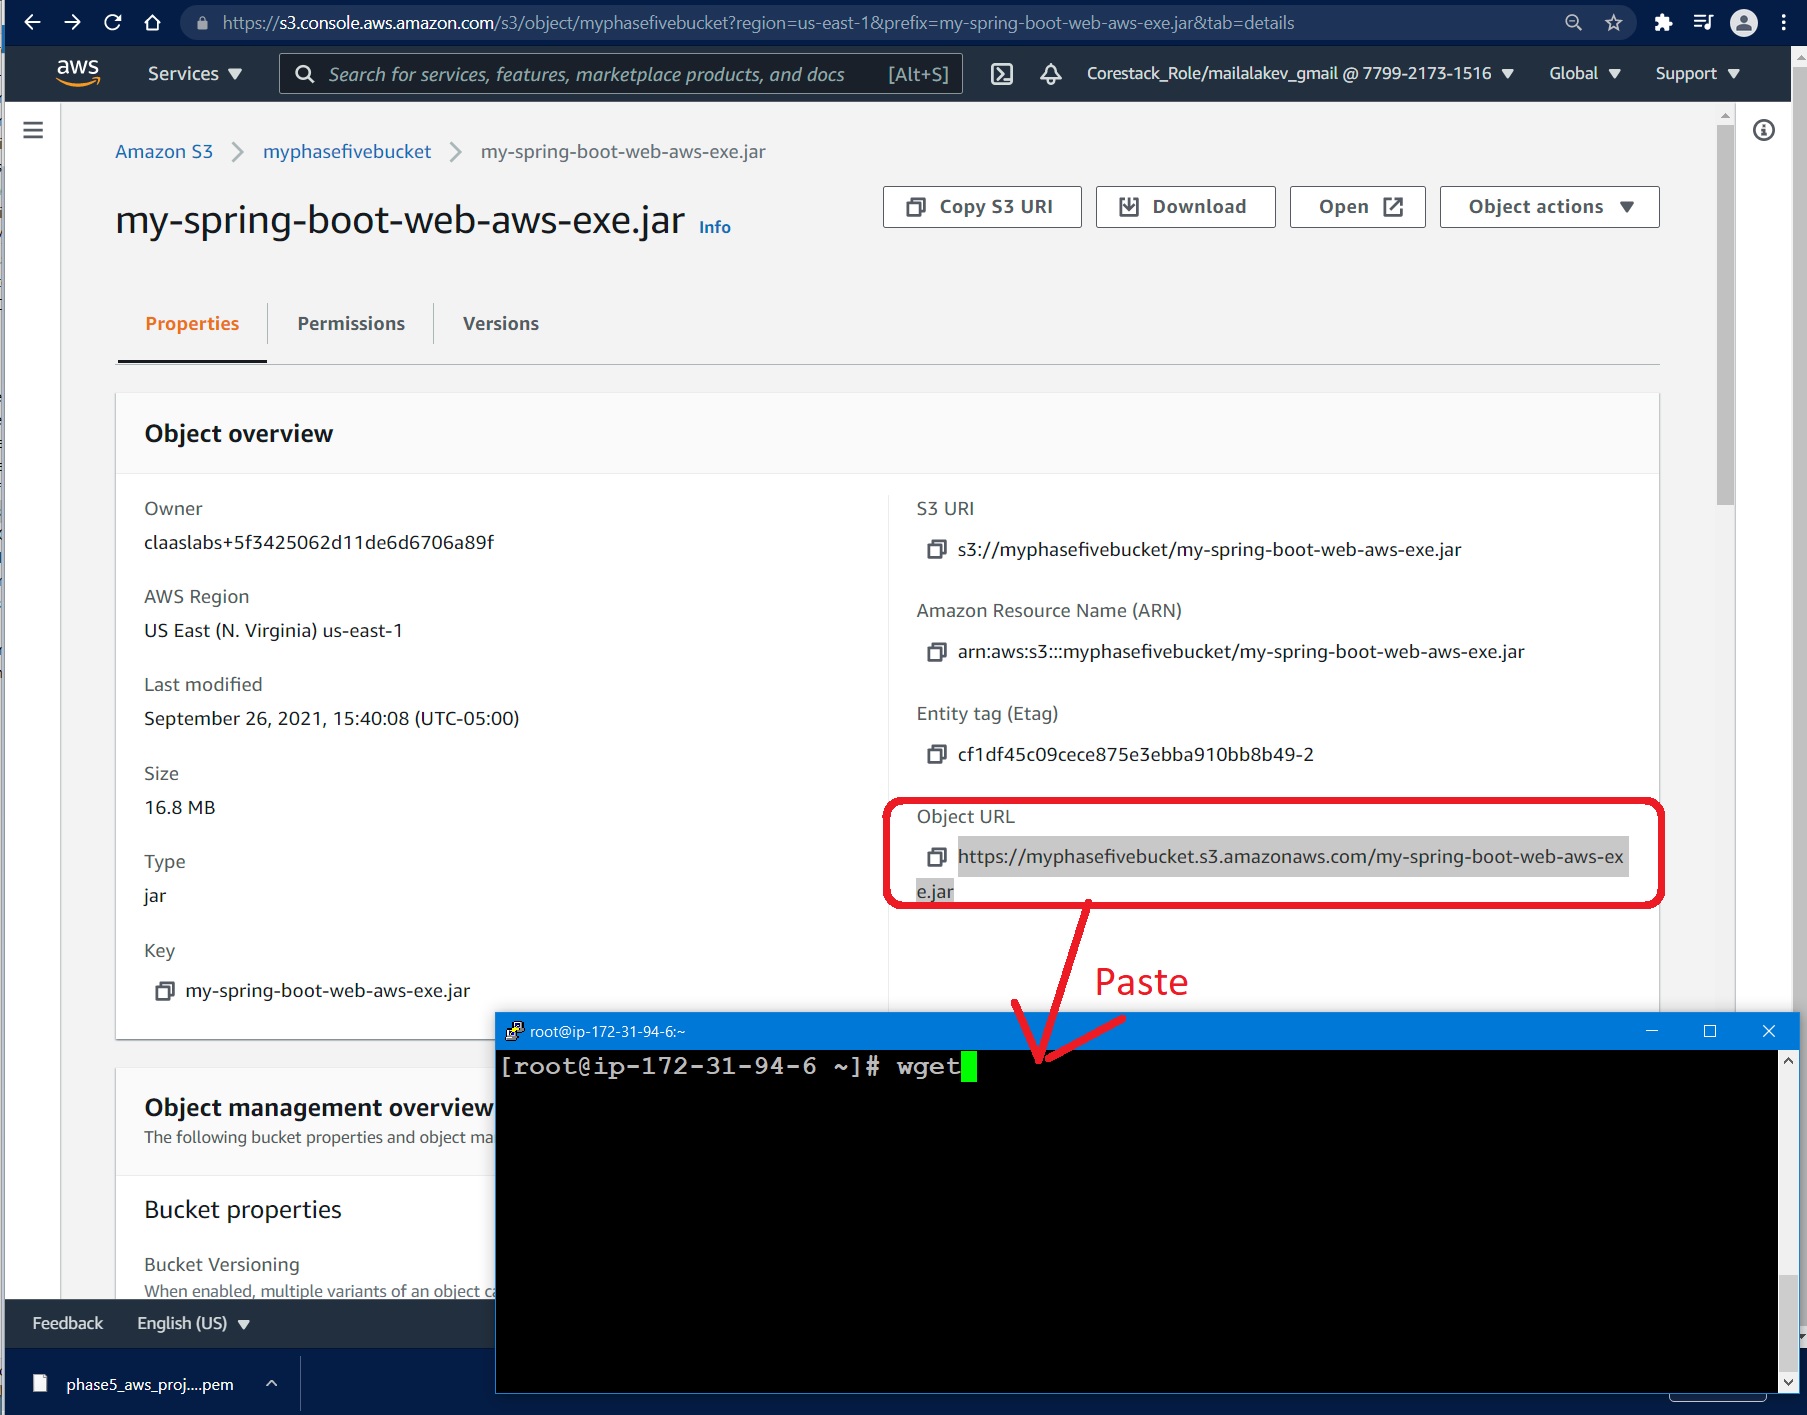 https://s3.console.aws.amazon.com/s3/object/myphasefivebucket?region=us-east-1&prefix=my-spring-boot-web-aws-exe.jar&tab=details
aws Services Search for services, features, marketplace products, and docs [Alt+S] Corestack_Role/mailalakev_gmail @ 7799-2173-1516 Global Support
Amazon S3 myphasefivebucket my-spring-boot-web-aws-exe.jar
my-spring-boot-web-aws-exe.jar Info
Copy S3 URI Download Open Object actions
Properties Permissions Versions
Object overview
Owner
claaslabs+5f3425062d11de6d6706a89f
AWS Region
US East (N. Virginia) us-east-1
Last modified
September 26, 2021, 15:40:08 (UTC-05:00)
Size
16.8 MB
Type
jar
Key
my-spring-boot-web-aws-exe.jar
S3 URI
s3://myphasefivebucket/my-spring-boot-web-aws-exe.jar
Amazon Resource Name (ARN)
arn:aws:s3:::myphasefivebucket/my-spring-boot-web-aws-exe.jar
Entity tag (Etag)
cf1df45c09cece875e3ebba910bb8b49-2
Object URL
https://myphasefivebucket.s3.amazonaws.com/my-spring-boot-web-aws-ex
e.jar
Paste
root@ip-172-31-94-6:~
[root@ip-172-31-94-6 ~]# wget
Object management overview
The following bucket properties and object ma
Bucket properties
Bucket Versioning
When enabled, multiple variants of an object ca
Feedback English (US)
phase5_aws_proj....pem